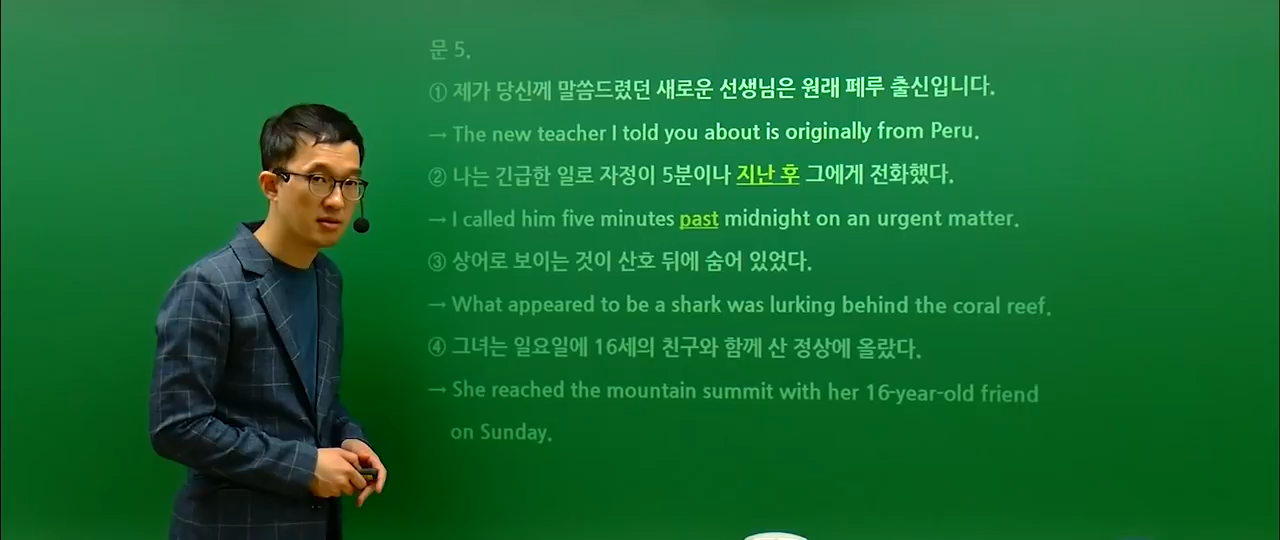 문 5.
① 제가 당신께 말씀드렸던 새로운 선생님은 원래 페루 출신입니다.
→ The new teacher I told you about is originally from Peru.
② 나는 긴급한 일로 자정이 5분이나 지난 후 그에게 전화했다.
→ I called him five minutes past midnight on an urgent matter.
③ 상어로 보이는 것이 산호 뒤에 숨어 있었다.
→ What appeared to be a shark was lurking behind the coral reef.
④ 그녀는 일요일에 16세의 친구와 함께 산 정상에 올랐다.
→ She reached the mountain summit with her 16-year-old friend
on Sunday.